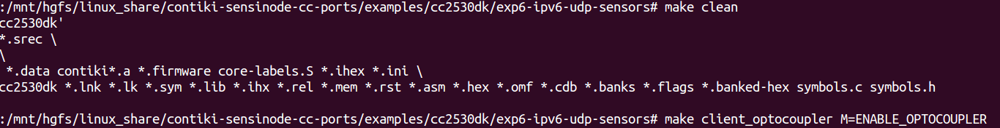 :/mnt/hgfs/linux_share/contiki-sensinode-cc-ports/examples/cc2530dk/exp6-ipv6-udp-sensors# make clean
cc2530dk'
*.srec \
\
*.data contiki*.a *.firmware core-labels.S *.ihex *.ini \
cc2530dk *.lnk *.lk *.sym *.lib *.ihx *.rel *.mem *.rst *.asm *.hex *.omf *.cdb *.banks *.flags *.banked-hex symbols.c symbols.h
:/mnt/hgfs/linux_share/contiki-sensinode-cc-ports/examples/cc2530dk/exp6-ipv6-udp-sensors# make client_optocoupler M=ENABLE_OPTOCOUPLER